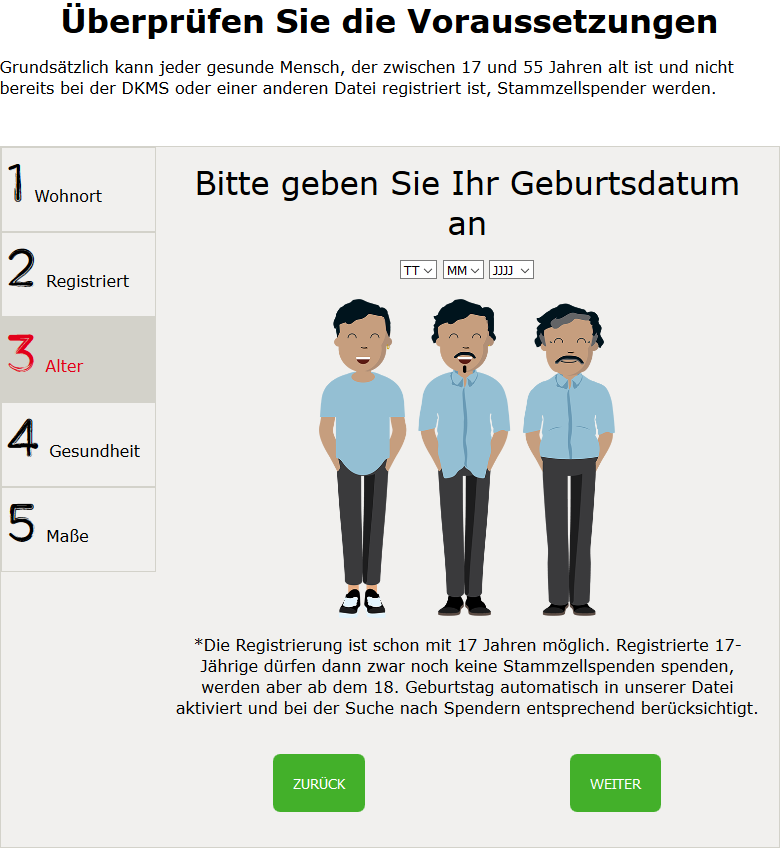 Überprüfen Sie die Voraussetzungen
Grundsätzlich kann jeder gesunde Mensch, der zwischen 17 und 55 Jahren alt ist und nicht
bereits bei der DKMS oder einer anderen Datei registriert ist, Stammzellspender werden.
1 Wohnort
2 Registriert
3 Alter
4 Gesundheit
5 Maße
Bitte geben Sie Ihr Geburtsdatum
an
TT MM JJJJ
*Die Registrierung ist schon mit 17 Jahren möglich. Registrierte 17-
Jährige dürfen dann zwar noch keine Stammzellspenden spenden,
werden aber ab dem 18. Geburtstag automatisch in unserer Datei
aktiviert und bei der Suche nach Spendern entsprechend berücksichtigt.
ZURÜCK WEITER